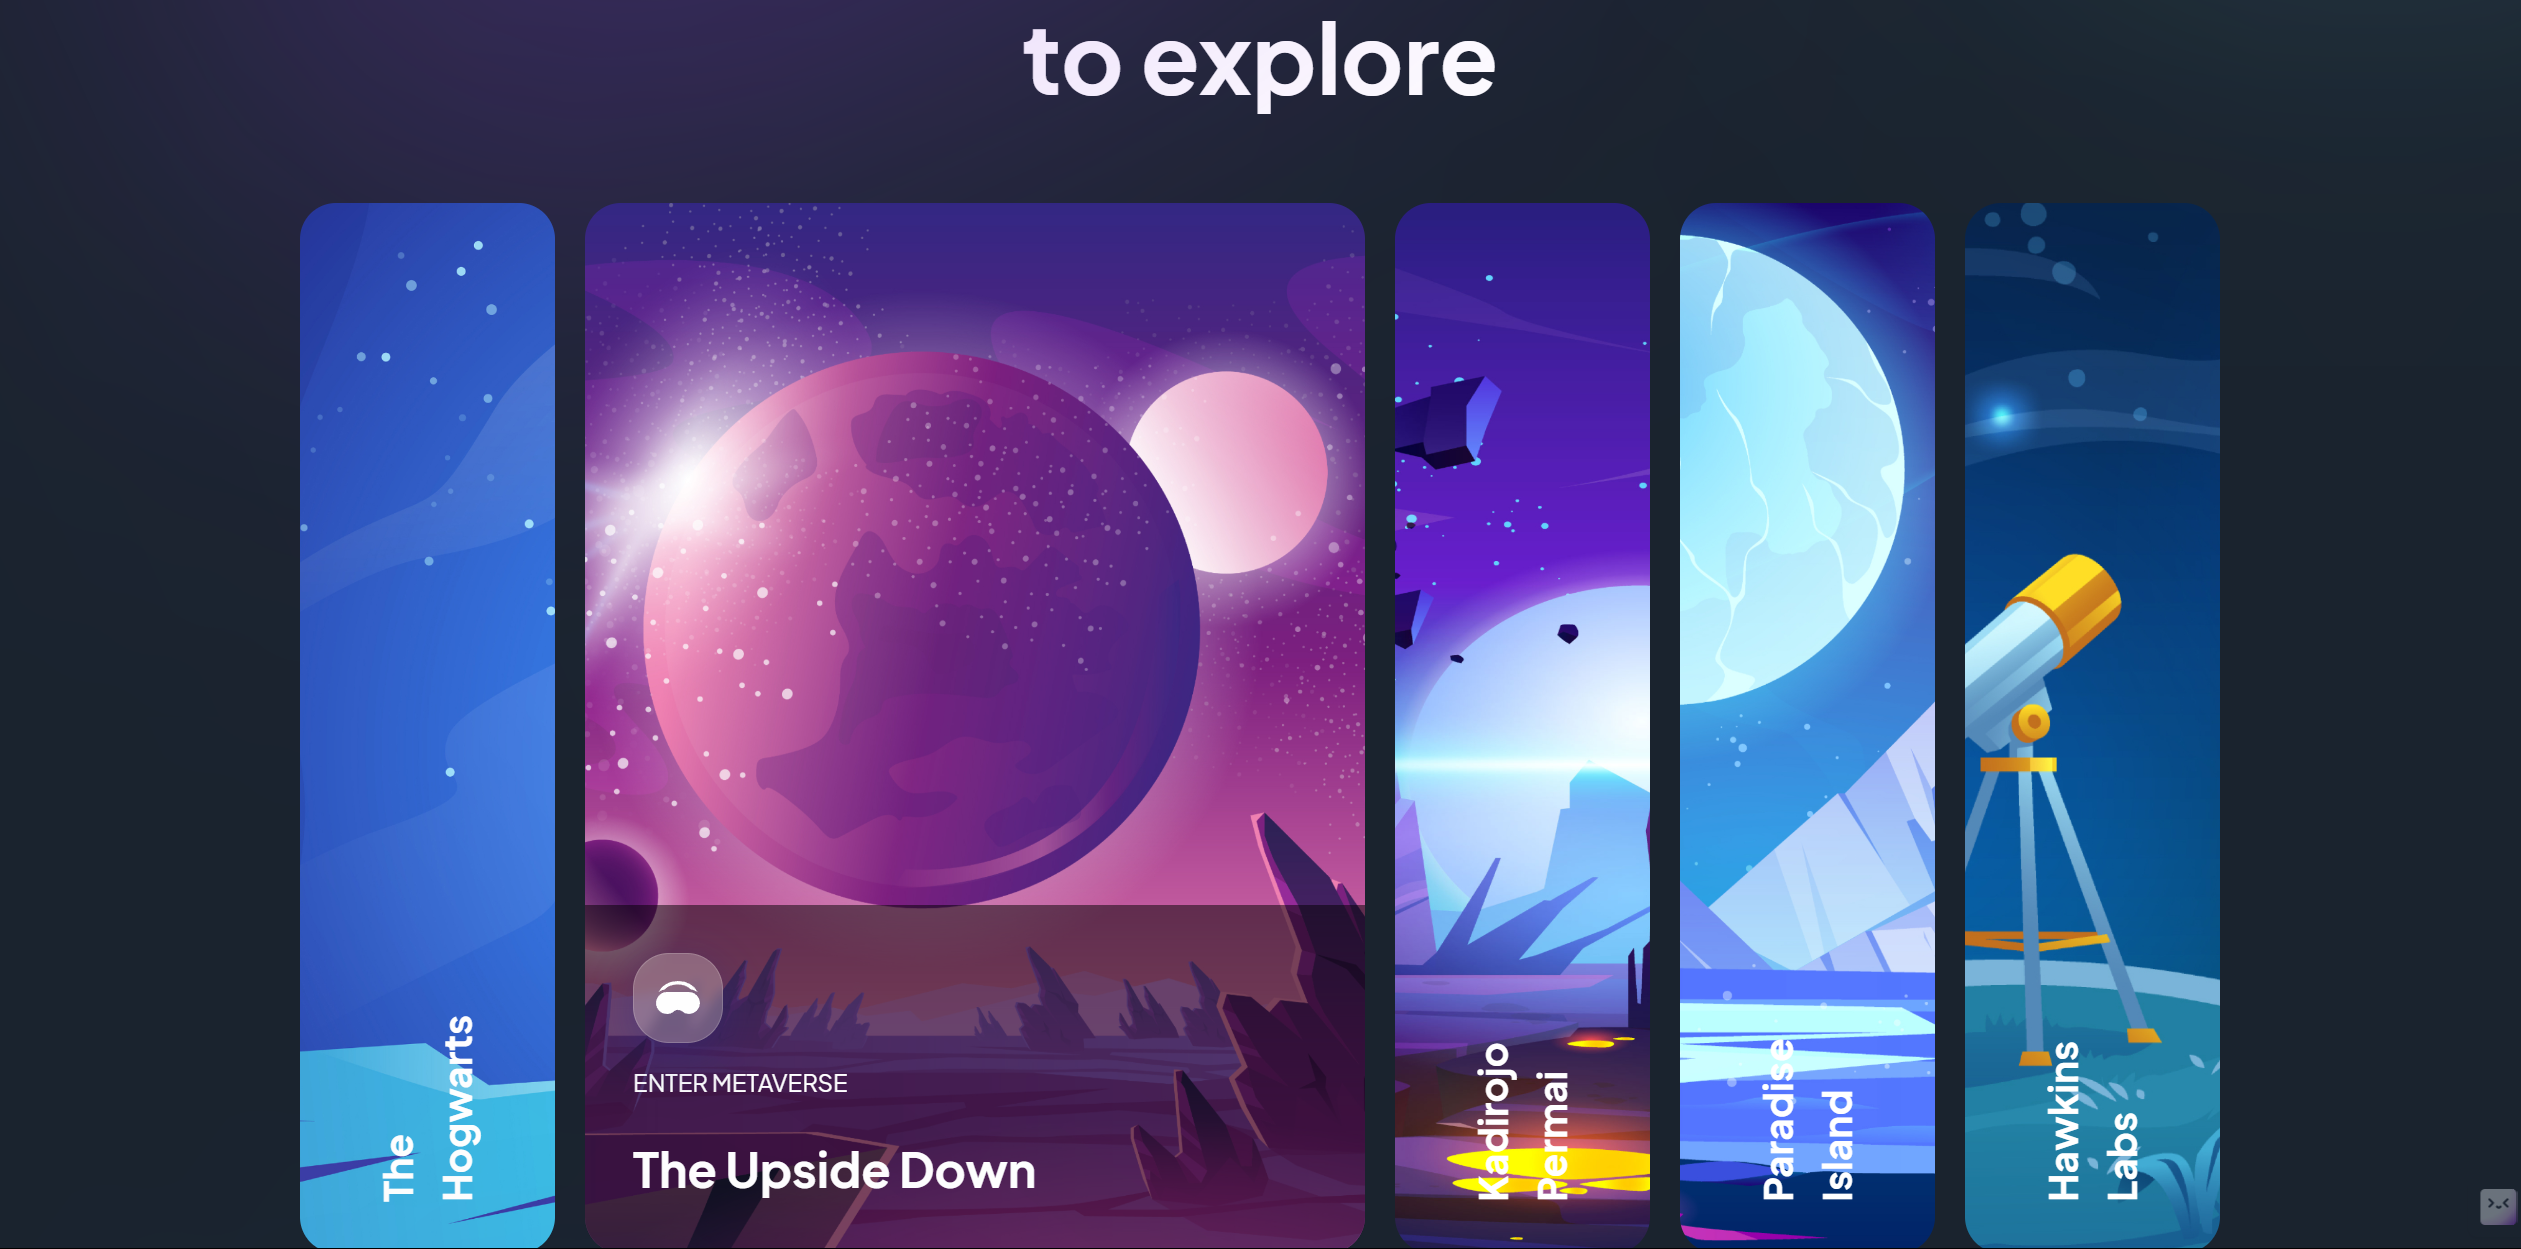 to explore
The
Hogwarts
ENTER METAVERSE
The Upside Down
Kadirojo
Permai
Paradise
Island
Hawkins
Labs